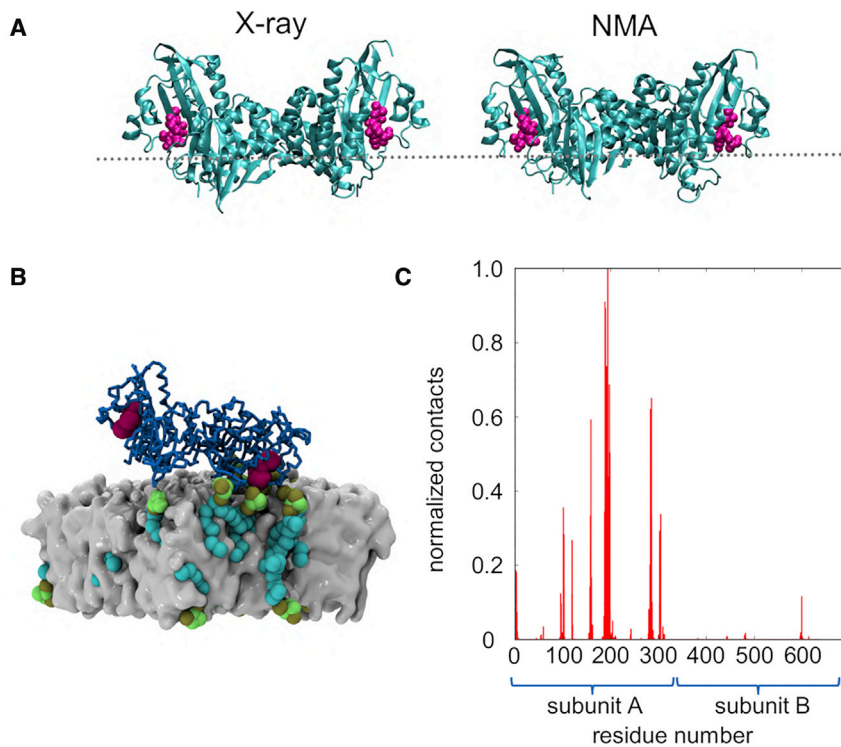 A
X-ray
NMA
B
C
normalized contacts
1.0
0.8
0.6
0.4
0.2
0
0 100 200 300 400 500 600
subunit A subunit B
residue number